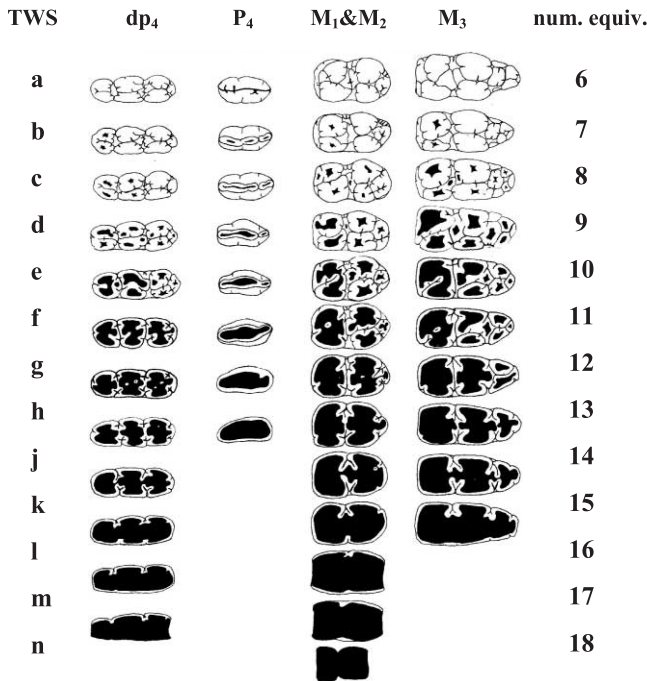 TWS dp₄ P₄ M₁&M₂ M₃ num. equiv.
a 6
b 7
c 8
d 9
e 10
f 11
g 12
h 13
j 14
k 15
l 16
m 17
n 18